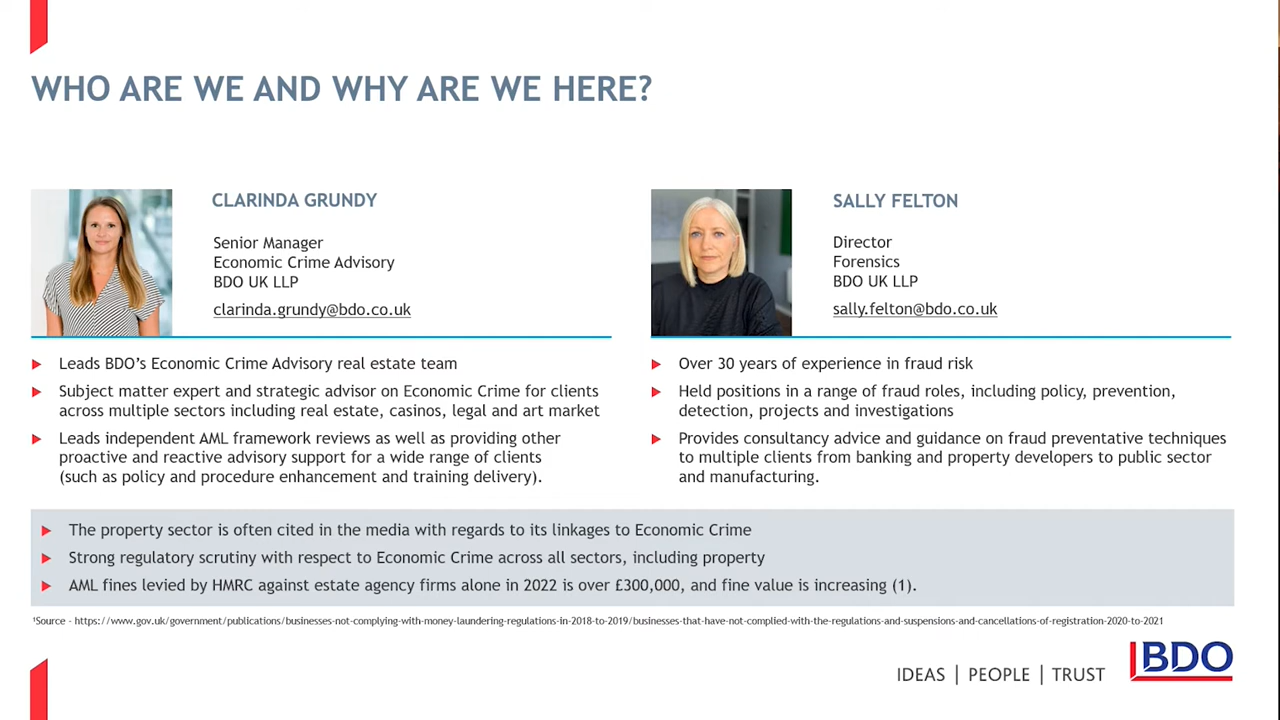 WHO ARE WE AND WHY ARE WE HERE?
CLARINDA GRUNDY
Senior Manager
Economic Crime Advisory
BDO UK LLP
clarinda.grundy@bdo.co.uk
Leads BDO's Economic Crime Advisory real estate team
Subject matter expert and strategic advisor on Economic Crime for clients
across multiple sectors including real estate, casinos, legal and art market
Leads independent AML framework reviews as well as providing other
proactive and reactive advisory support for a wide range of clients
(such as policy and procedure enhancement and training delivery).
SALLY FELTON
Director
Forensics
BDO UK LLP
sally.felton@bdo.co.uk
Over 30 years of experience in fraud risk
Held positions in a range of fraud roles, including policy, prevention,
detection, projects and investigations
Provides consultancy advice and guidance on fraud preventative techniques
to multiple clients from banking and property developers to public sector
and manufacturing.
The property sector is often cited in the media with regards to its linkages to Economic Crime
Strong regulatory scrutiny with respect to Economic Crime across all sectors, including property
AML fines levied by HMRC against estate agency firms alone in 2022 is over £300,000, and fine value is increasing (1).
¹Source - https://www.gov.uk/government/publications/businesses-not-complying-with-money-laundering-regulations-in-2018-to-2019/businesses-that-have-not-complied-with-the-regulations-and-suspensions-and-cancellations-of-registration-2020-to-2021
IDEAS | PEOPLE | TRUST
BDO